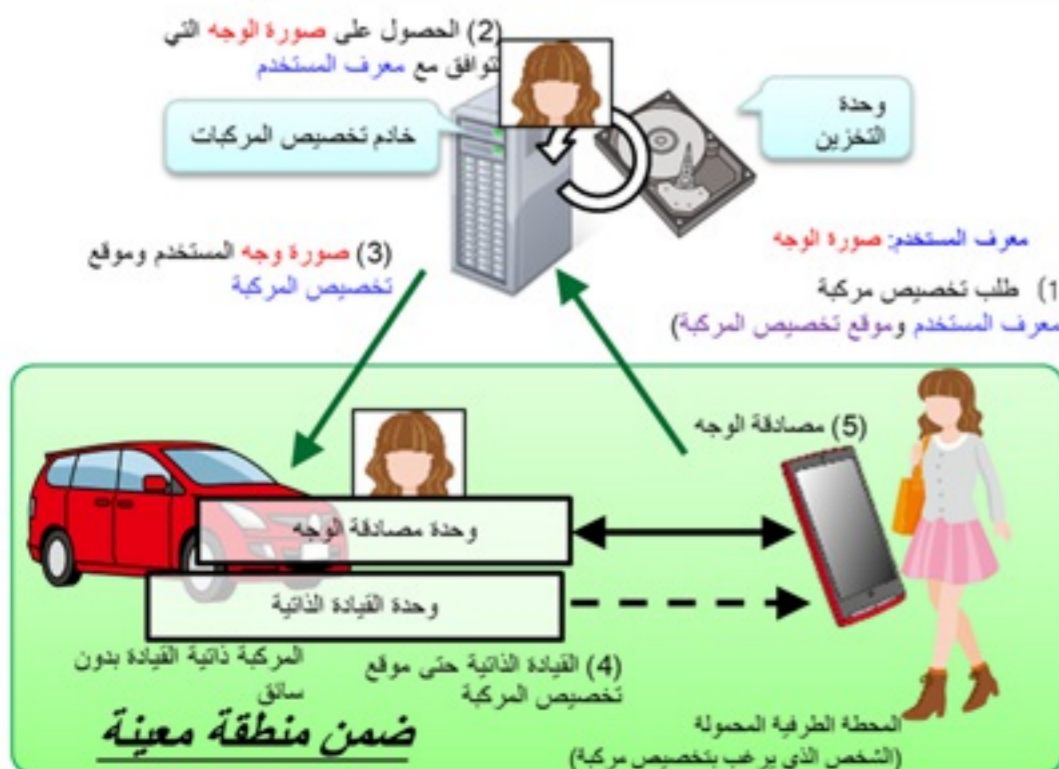 (2) الحصول على صورة الوجه التي
توافق مع معرف المستخدم
خادم تخصيص المركبات
وحدة
التخزين
معرف المستخدم: صورة الوجه
1) طلب تخصيص مركبة
معرف المستخدم وموقع تخصيص المركبة)
(3) صورة وجه المستخدم وموقع
تخصيص المركبة
(5) مصادقة الوجه
وحدة مصادقة الوجه
وحدة القيادة الذاتية
(4) القيادة الذاتية حتى موقع
تخصيص المركبة
المركبة ذاتية القيادة بدون
سائق
ضمن منطقة معينة
المحطة الطرفية المحمولة
(الشخص الذي يرغب بتخصيص مركبة)